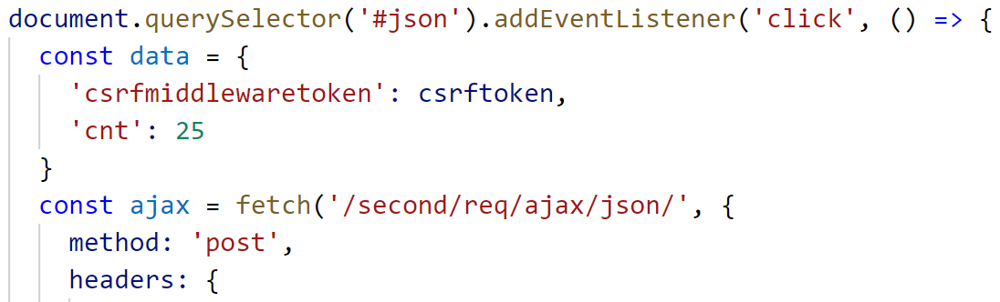 document.querySelector('#json').addEventListener('click', () => {
  const data = {
    'csrfmiddlewaretoken': csrftoken,
    'cnt': 25
  }
  const ajax = fetch('/second/req/ajax/json/', {
    method: 'post',
    headers: {